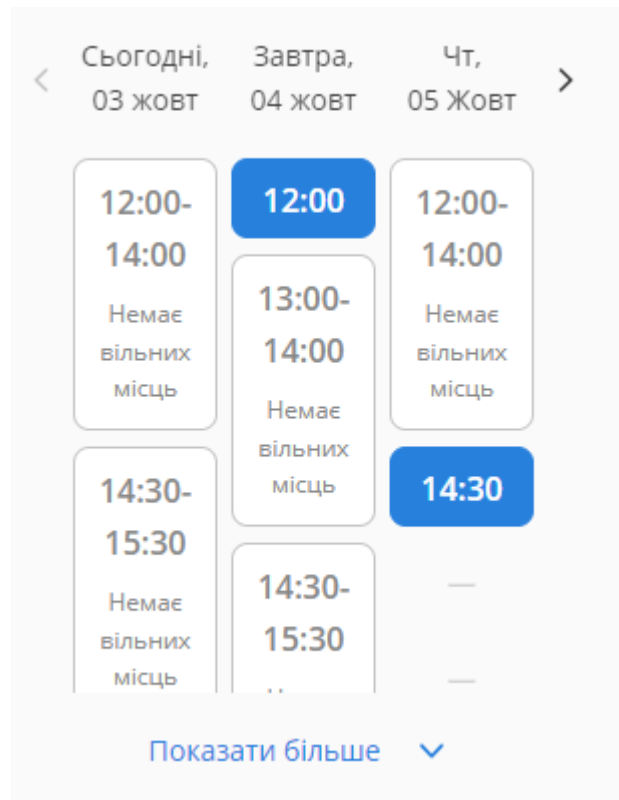 Сьогодні,
03 жовт
Завтра,
04 жовт
Чт,
05 Жовт
12:00-
14:00
Немає
вільних
місць
14:30-
15:30
Немає
вільних
місць
12:00
13:00-
14:00
Немає
вільних
місць
14:30-
15:30
12:00-
14:00
Немає
вільних
місць
14:30
—
—
Показати більше